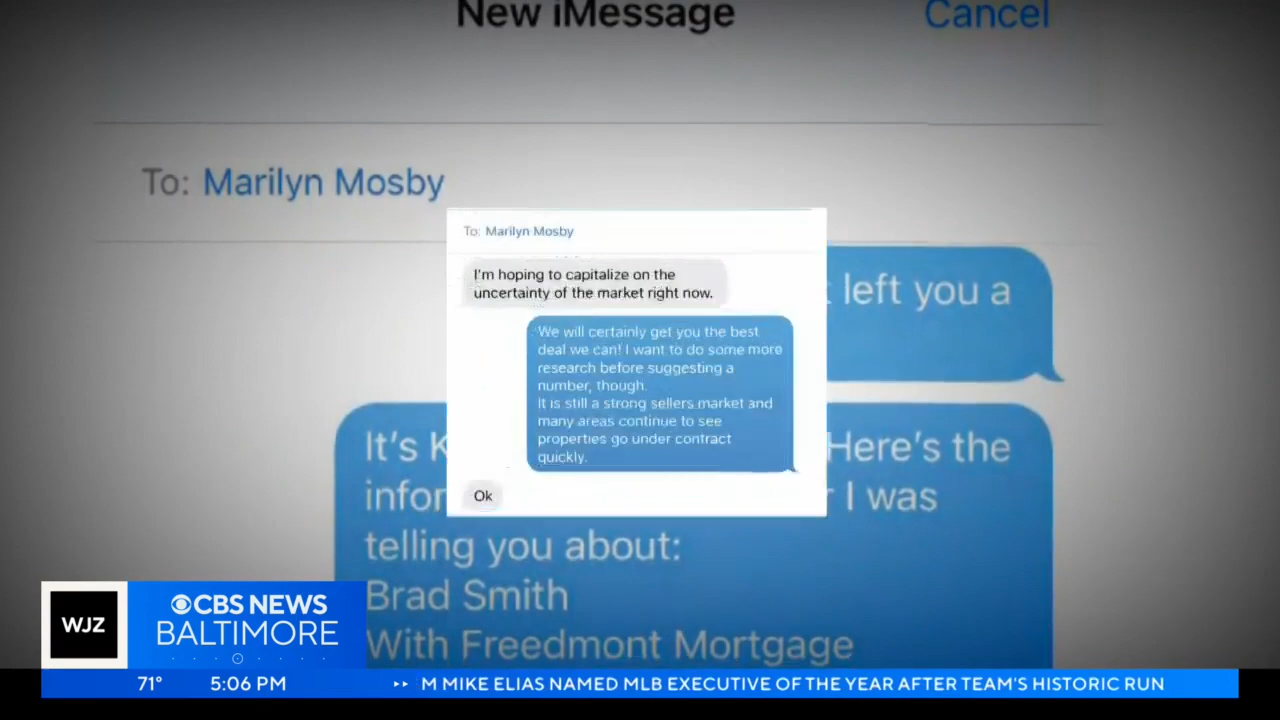 New iMessage
Cancel
To: Marilyn Mosby
To: Marilyn Mosby
I'm hoping to capitalize on the
uncertainty of the market right now.
We will certainly get you the best
deal we can! I want to do some more
research before suggesting a
number, though.
It is still a strong sellers market and
many areas continue to see
properties go under contract
quickly.
Ok
left you a
It's K
Here's the
I was
telling you about:
Brad Smith
With Freedmont Mortgage
WJZ
CBS NEWS
BALTIMORE
71° 5:06 PM M MIKE ELIAS NAMED MLB EXECUTIVE OF THE YEAR AFTER TEAM'S HISTORIC RUN